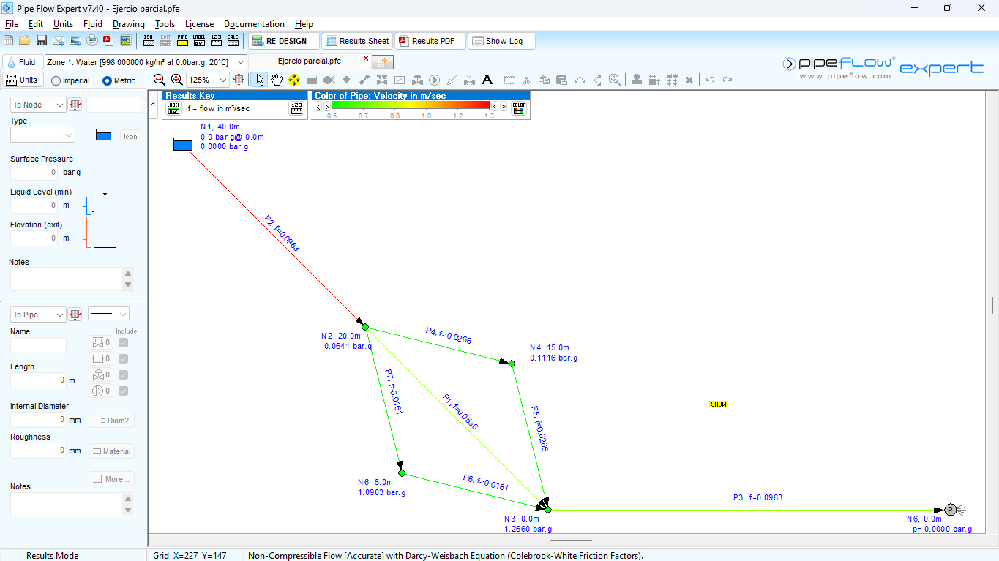 Pipe Flow Expert v7.40 - Ejercio parcial.pfe
File Edit Units Fluid Drawing Tools License Documentation Help
ISO EDIT PIPE LABEL 123 CALC RE-DESIGN Results Sheet Results PDF Show Log
Fluid Zone 1: Water [998.000000 kg/m³ at 0.0bar.g, 20°C] Ejercio parcial.pfe
pipeFLOW® expert
www.pipeflow.com
123 Units Imperial Metric 125% A
To Node
Type
Icon
Surface Pressure
0 bar.g
Liquid Level (min)
0 m
Elevation (exit)
0 m
Notes
To Pipe
Name Include
0
Length 0
0 m 0
0
Internal Diameter
0 mm Diam?
Roughness
0 mm Material
More...
Notes
<
Results Key
LABEL f = flow in m³/sec 123
Color of Pipe: Velocity in m/sec
< > < > COLOR
0.5 0.7 0.8 1.0 1.2 1.3
N1, 40.0m
0.0 bar.g@ 0.0m
0.0000 bar.g
P2, f=0.0963
N2 20.0m
-0.0641 bar.g
P4, f=0.0266
N4 15.0m
0.1116 bar.g
P7, f=0.0161
P1, f=0.0536
P5, f=0.0266
SHOW
N6 5.0m
1.0903 bar.g
P6, f=0.0161
P3, f=0.0963
N3 0.0m
1.2660 bar.g
P
N6, 0.0m
p= 0.0000 bar.g
Results Mode Grid X=227 Y=147 Non-Compressible Flow [Accurate] with Darcy-Weisbach Equation (Colebrook-White Friction Factors).